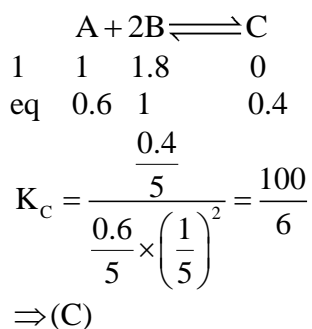 A + 2B ⇌ C
1 1 1.8 0
eq 0.6 1 0.4
K_C = (0.4/5) / ((0.6/5) × (1/5)^2) = 100/6
⇒(C)